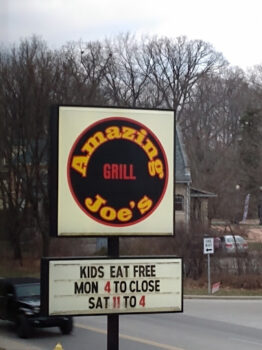 Amazing
GRILL
Joe's
KIDS EAT FREE
MON 4 TO CLOSE
SAT 11 TO 4